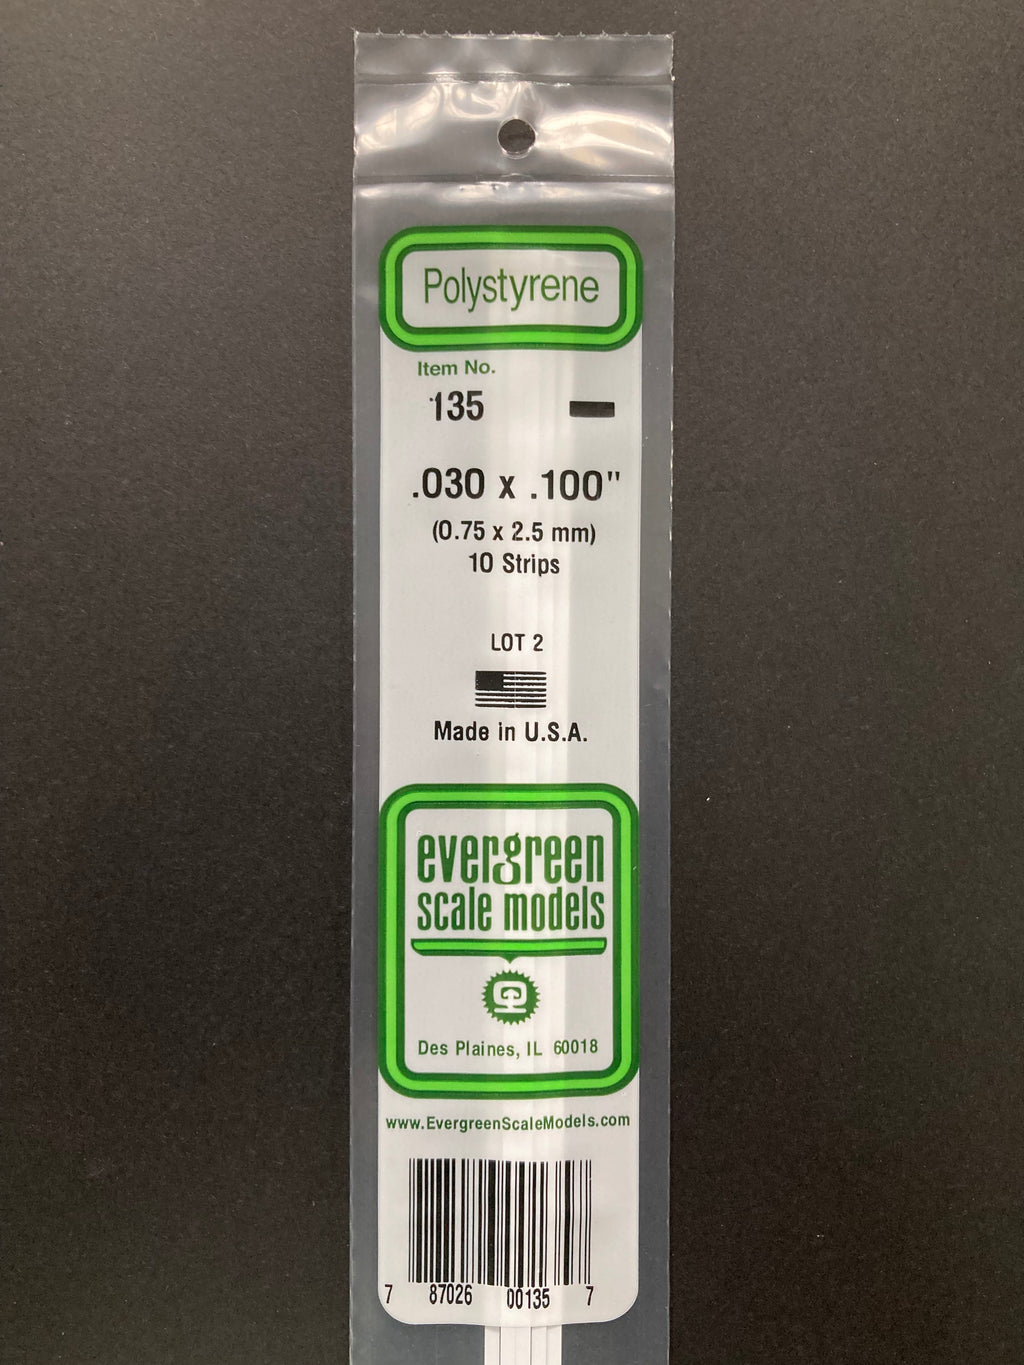 Polystyrene
Item No.
135
.030 x .100"
(0.75 x 2.5 mm)
10 Strips
LOT 2
Made in U.S.A.
evergreen
scale models
Des Plaines, IL 60018
www.EvergreenScaleModels.com
7 87026 00135 7